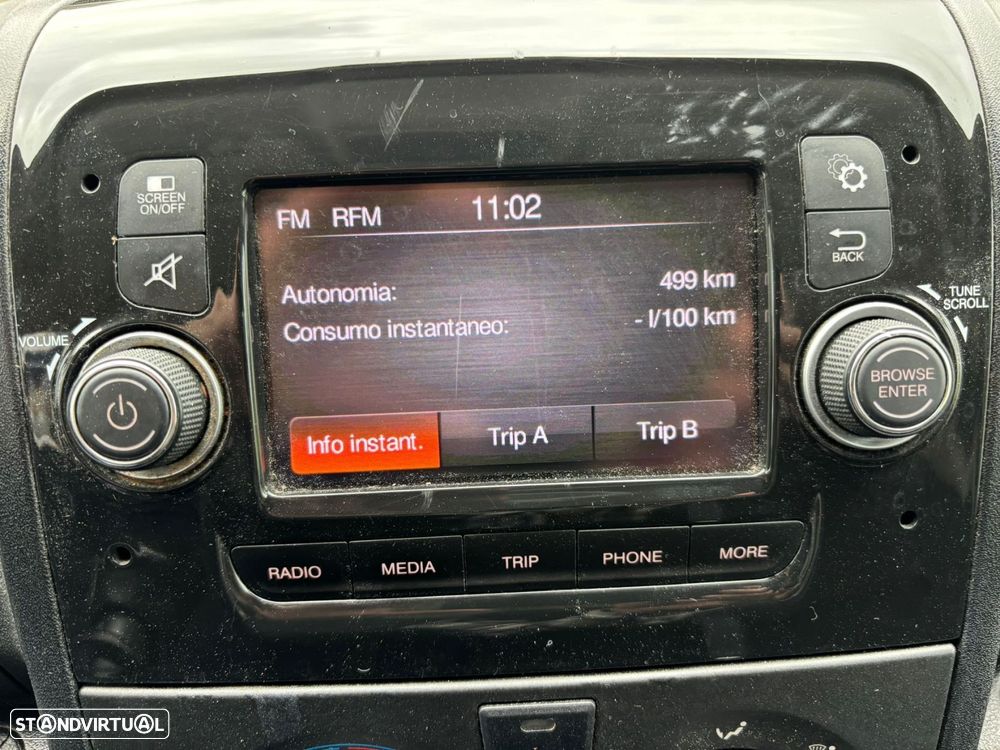 SCREEN
ON/OFF
FM RFM 11:02
BACK
VOLUME
TUNE
SCROLL
Autonomia: 499 km
Consumo instantaneo: - l/100 km
BROWSE
ENTER
Info instant. Trip A Trip B
RADIO MEDIA TRIP PHONE MORE
STANDVIRTUAL